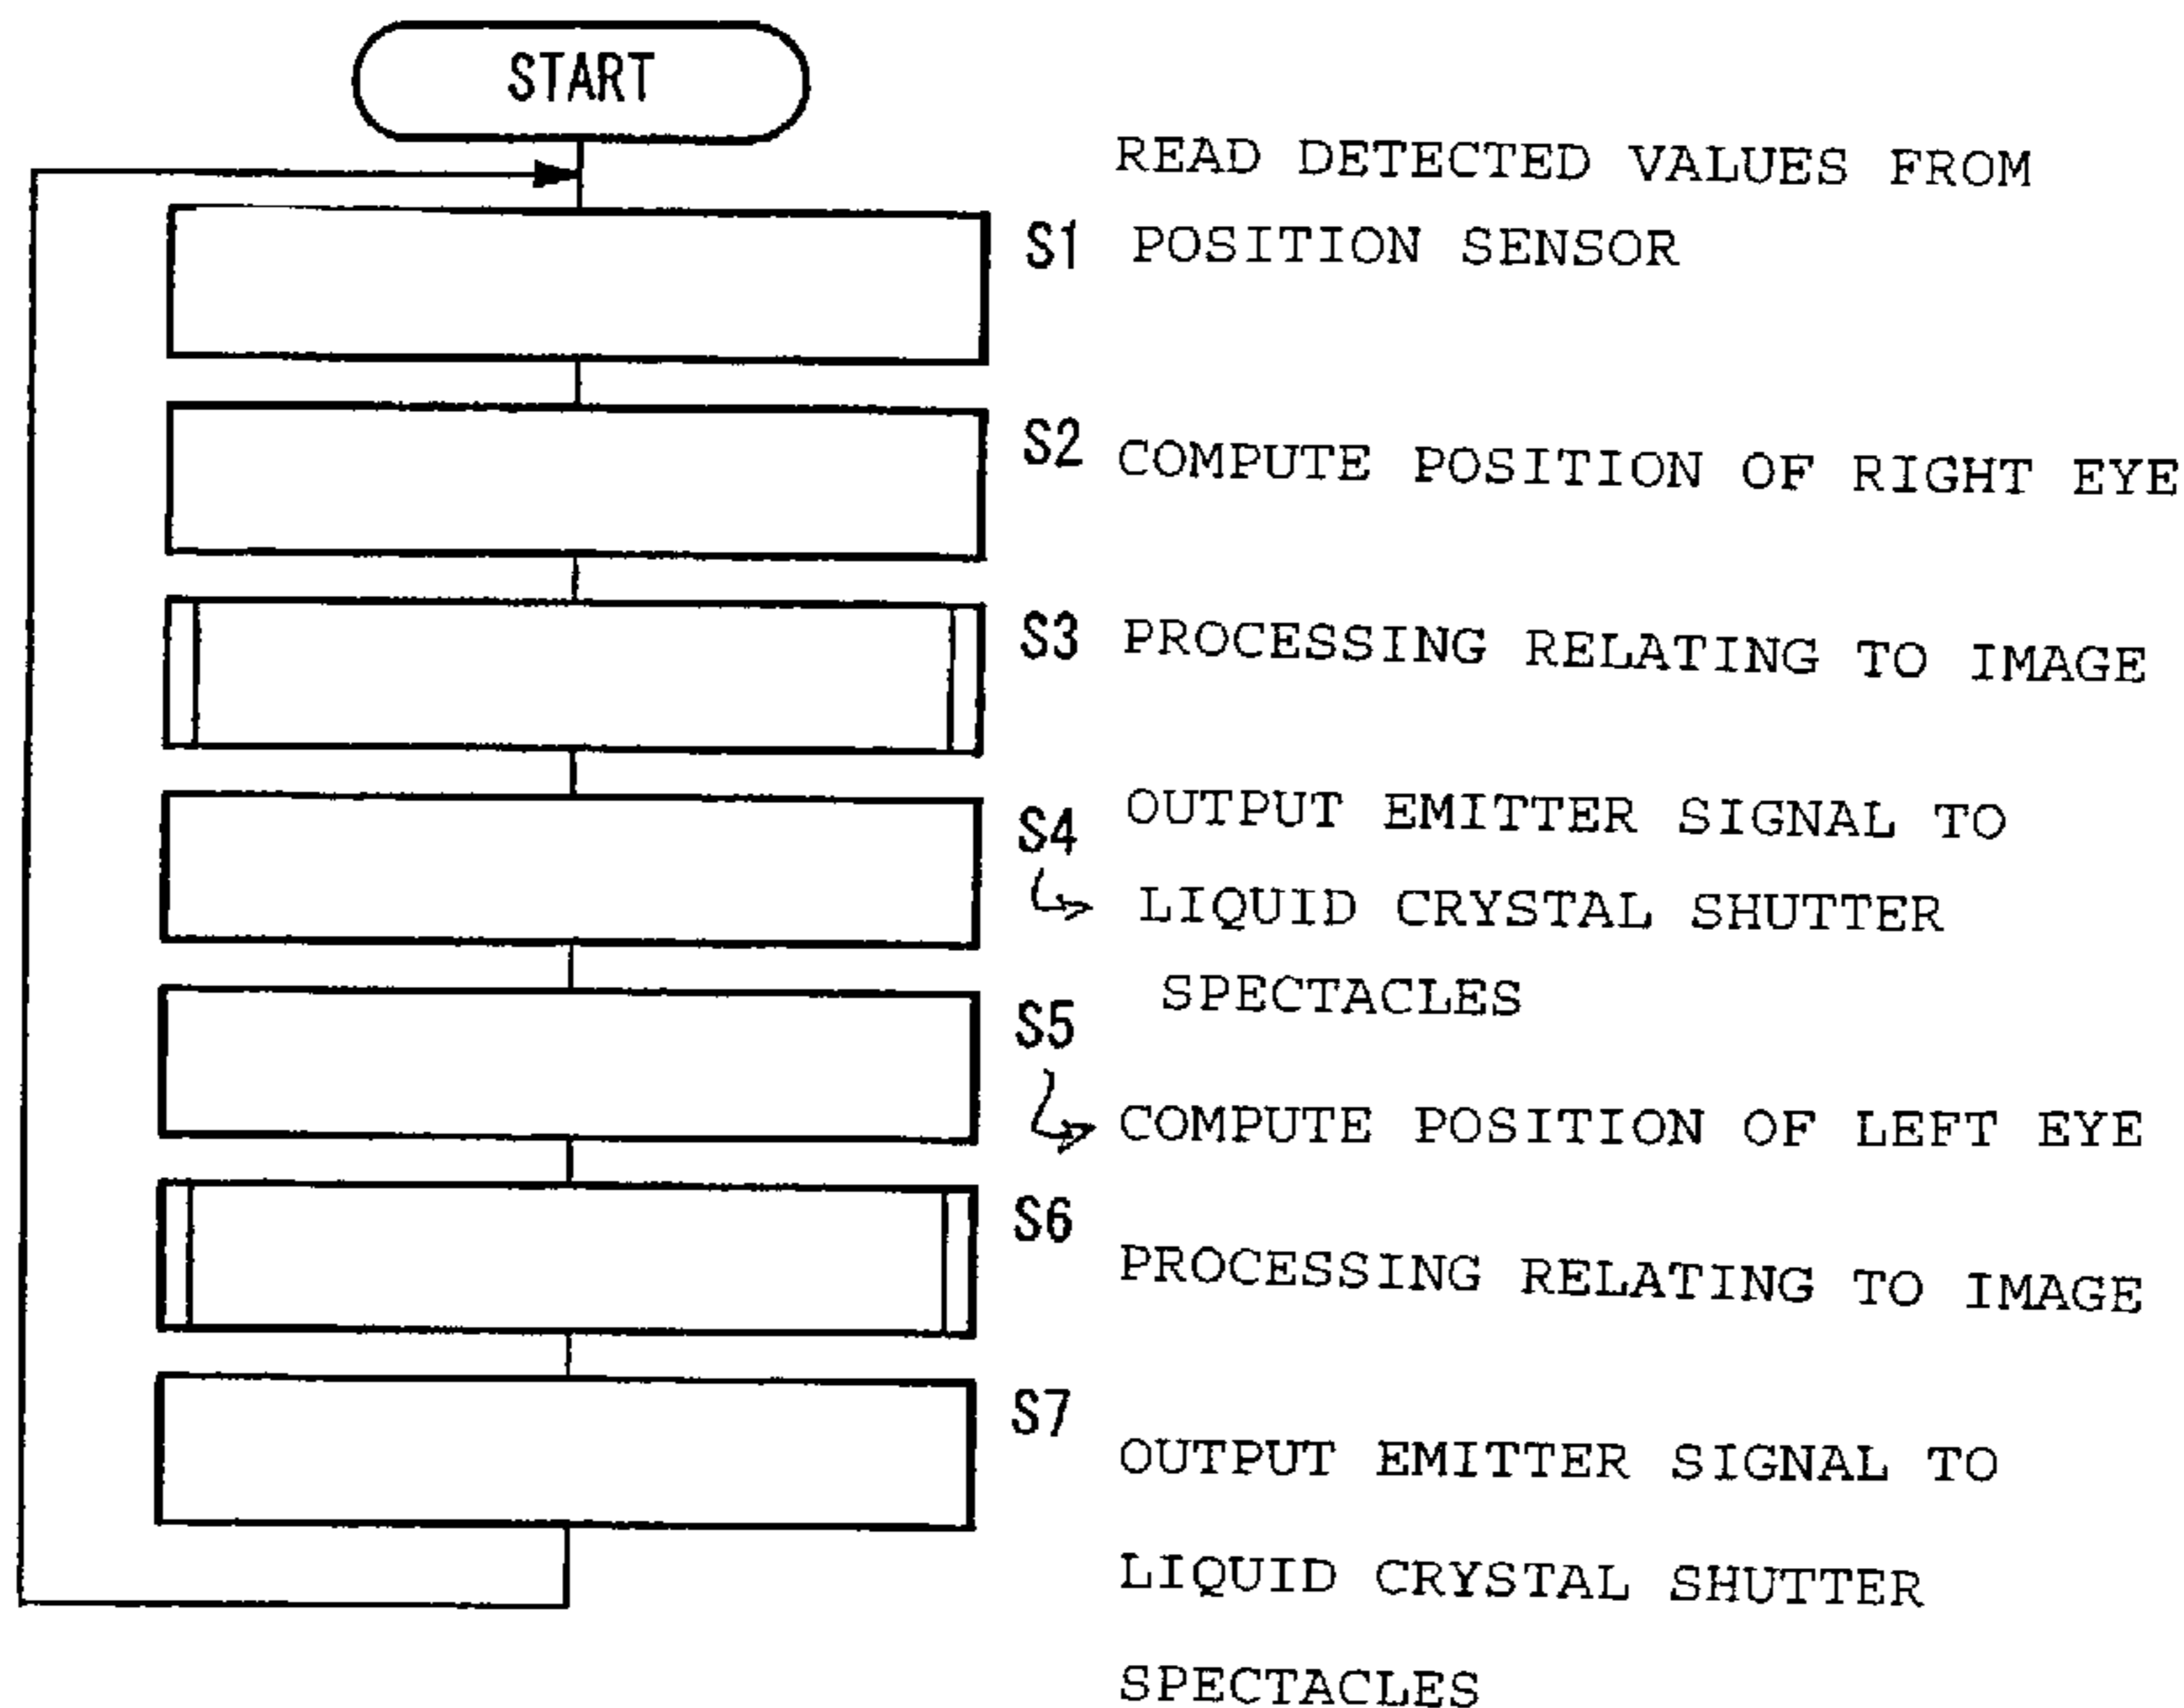 START
READ DETECTED VALUES FROM
S1 POSITION SENSOR
S2 COMPUTE POSITION OF RIGHT EYE
S3 PROCESSING RELATING TO IMAGE
S4 OUTPUT EMITTER SIGNAL TO
LIQUID CRYSTAL SHUTTER
SPECTACLES
S5
COMPUTE POSITION OF LEFT EYE
S6
PROCESSING RELATING TO IMAGE
S7
OUTPUT EMITTER SIGNAL TO
LIQUID CRYSTAL SHUTTER
SPECTACLES